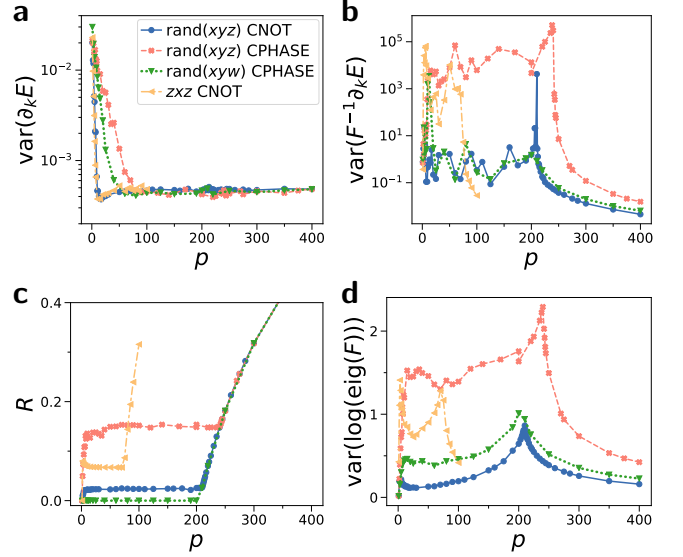 a
var(∂ₖE)
10⁻²
10⁻³
0 100 200 300 400
p
rand(xyz) CNOT
rand(xyz) CPHASE
rand(xyw) CPHASE
zxz CNOT
b
var(F⁻¹∂ₖE)
10⁵
10³
10¹
10⁻¹
0 100 200 300 400
p
c
R
0.4
0.2
0.0
0 100 200 300 400
p
d
var(log(eig(F)))
2
1
0
0 100 200 300 400
p